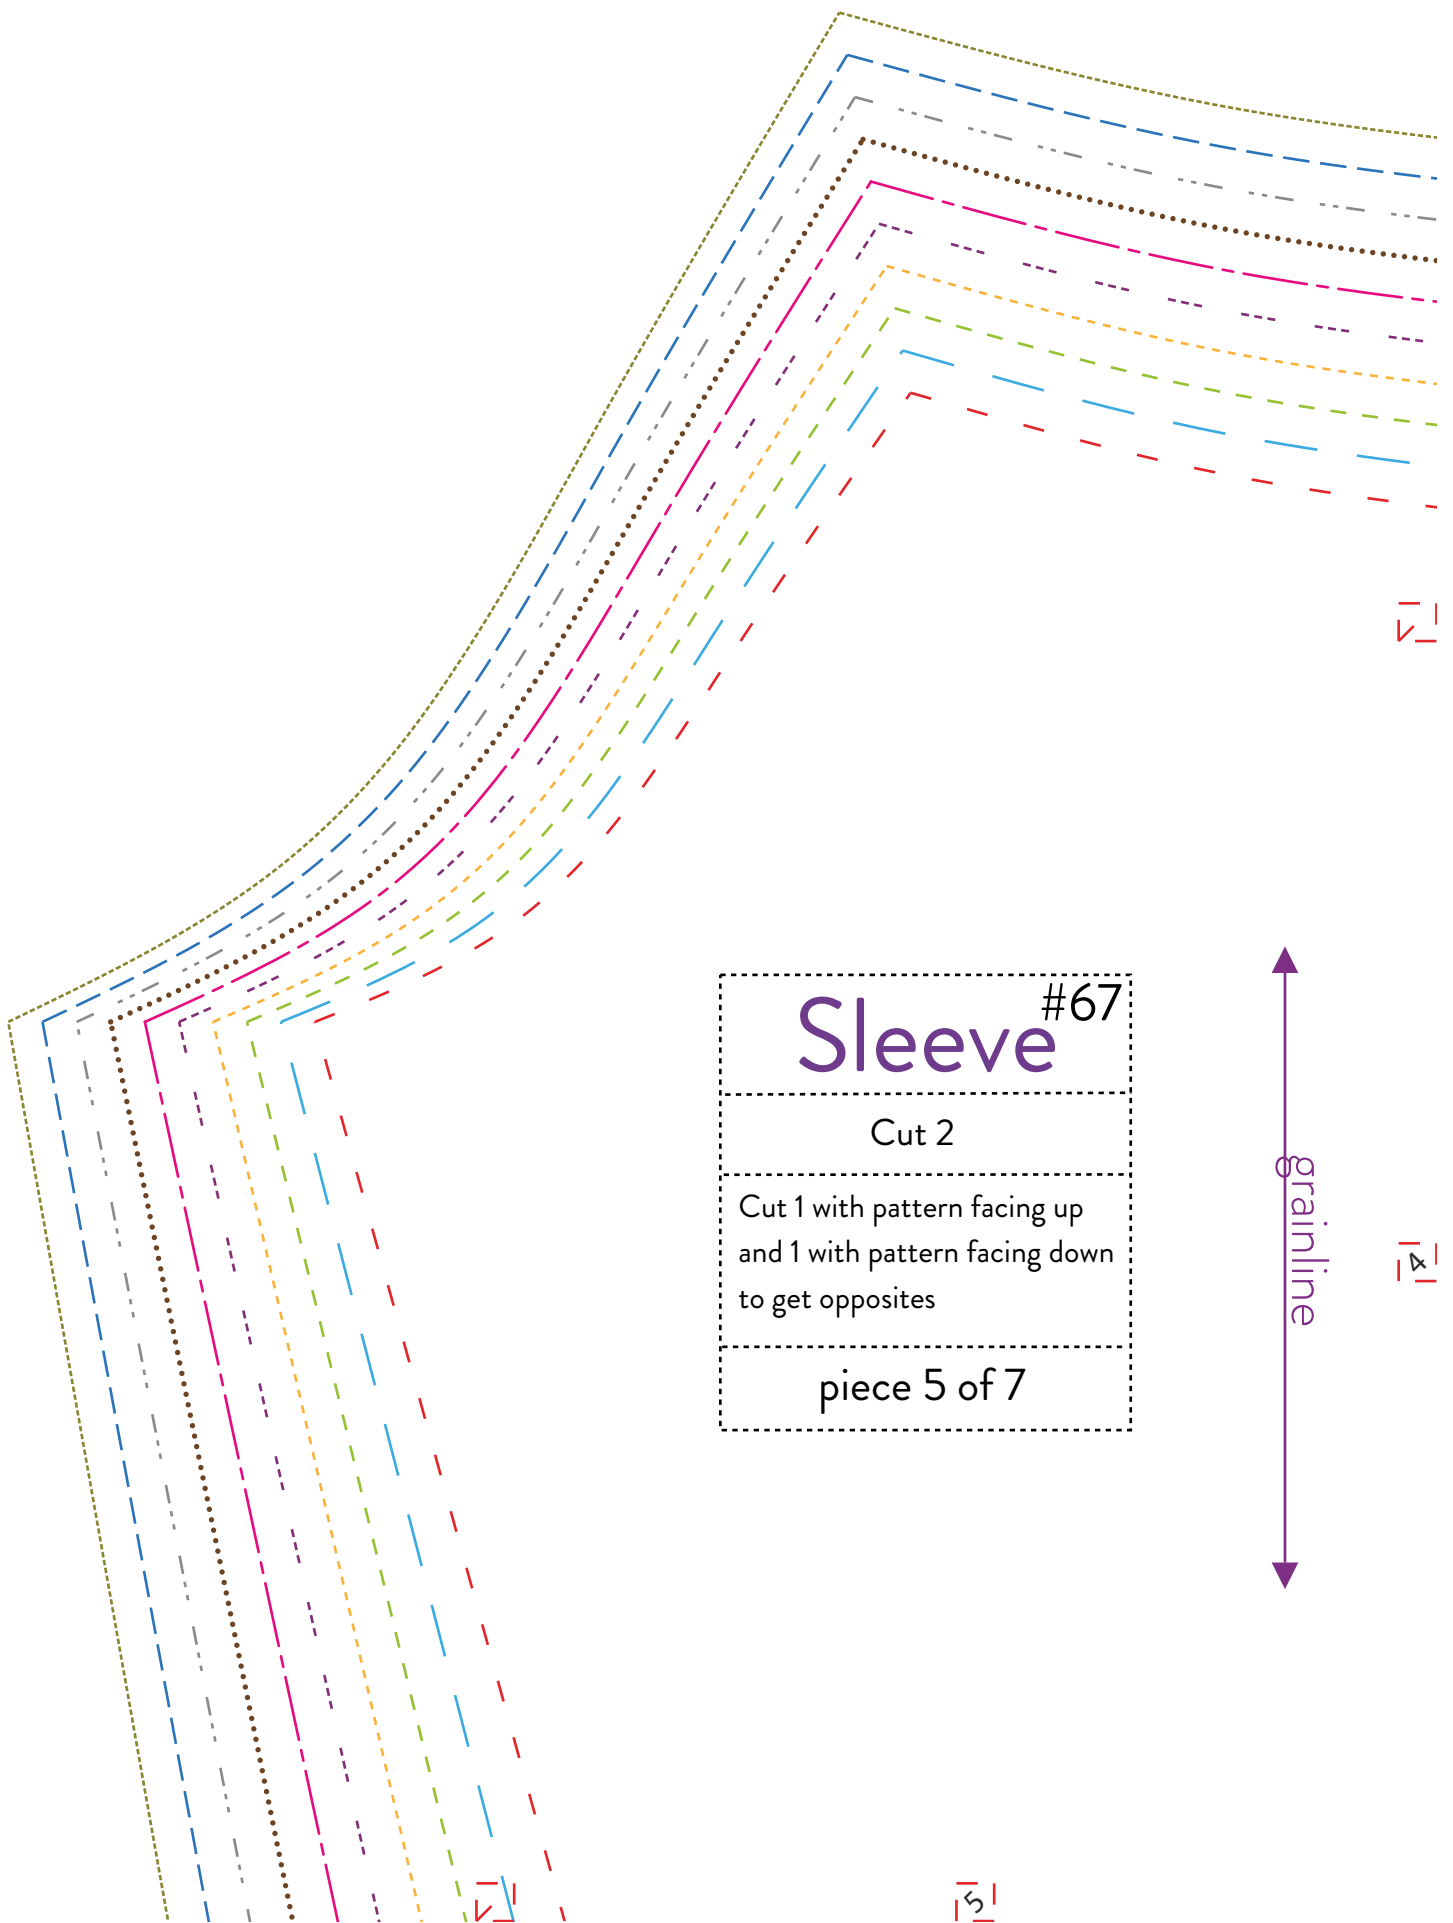 #67
Sleeve
Cut 2
Cut 1 with pattern facing up
and 1 with pattern facing down
to get opposites
piece 5 of 7
grainline
4
5